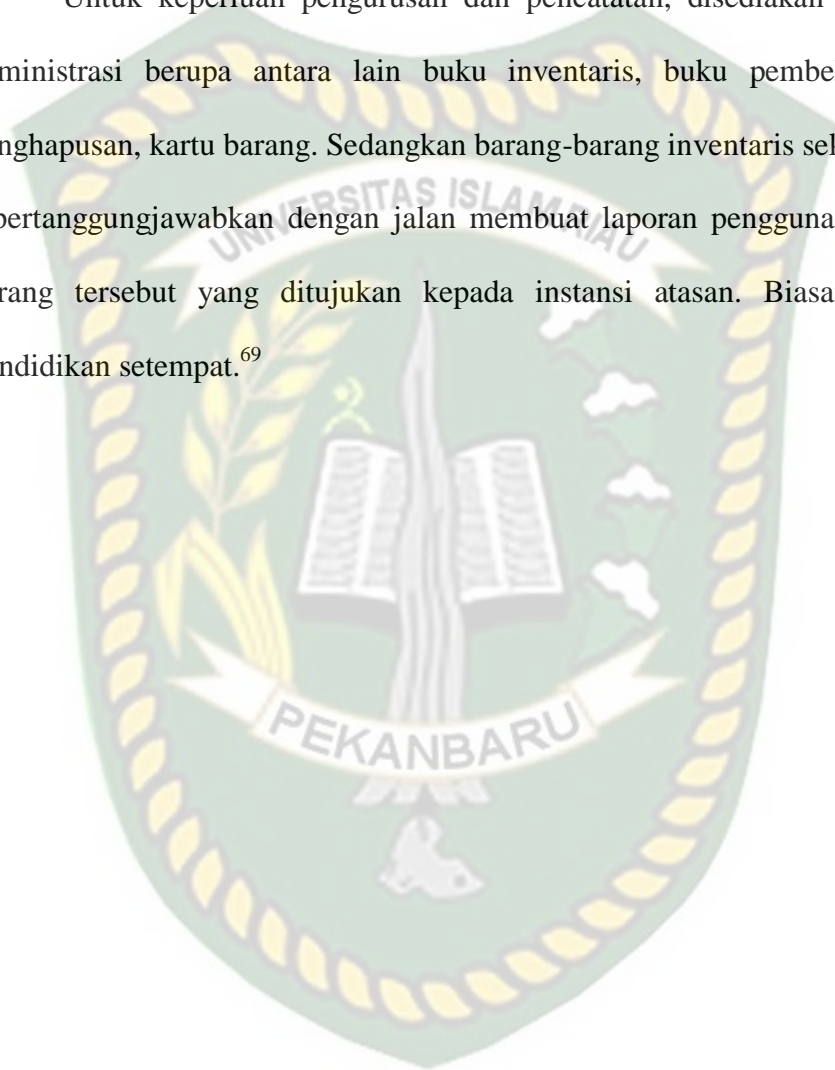 Untuk keperluan pengurusan dan pencatatan, disediakan
ministrasi berupa antara lain buku inventaris, buku pembe
nghapusan, kartu barang. Sedangkan barang-barang inventaris sek
UNIVERSITAS ISLAM RIAU
pertanggungjawabkan dengan jalan membuat laporan pengguna
rang tersebut yang ditujukan kepada instansi atasan. Biasa
ndidikan setempat.69
PEKANBARU